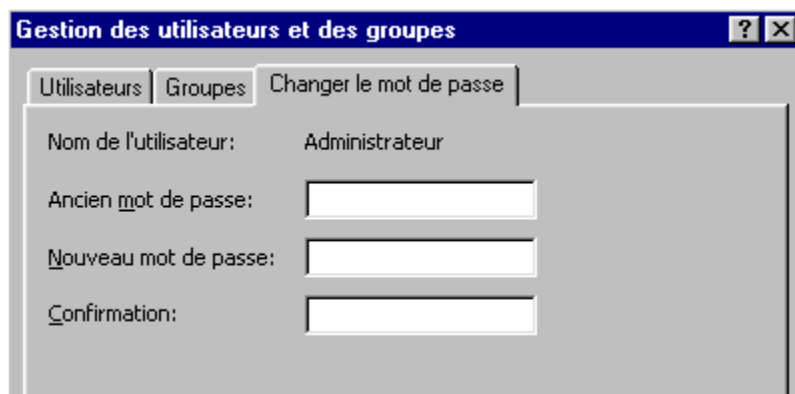 Gestion des utilisateurs et des groupes
Utilisateurs Groupes Changer le mot de passe
Nom de l'utilisateur: Administrateur
Ancien mot de passe:
Nouveau mot de passe:
Confirmation: